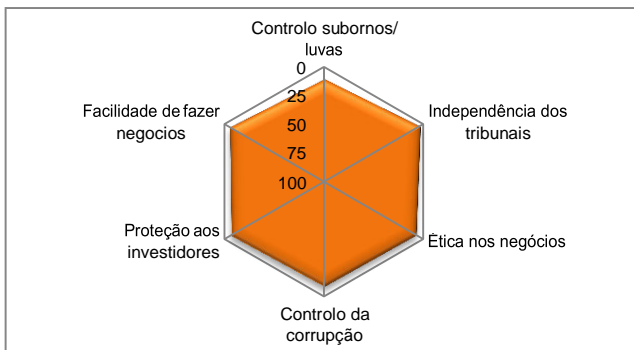 Controlo subornos/
luvas
0
25
50
75
100
Facilidade de fazer
negocios
Independência dos
tribunais
Proteção aos
investidores
Ética nos negócios
Controlo da
corrupção